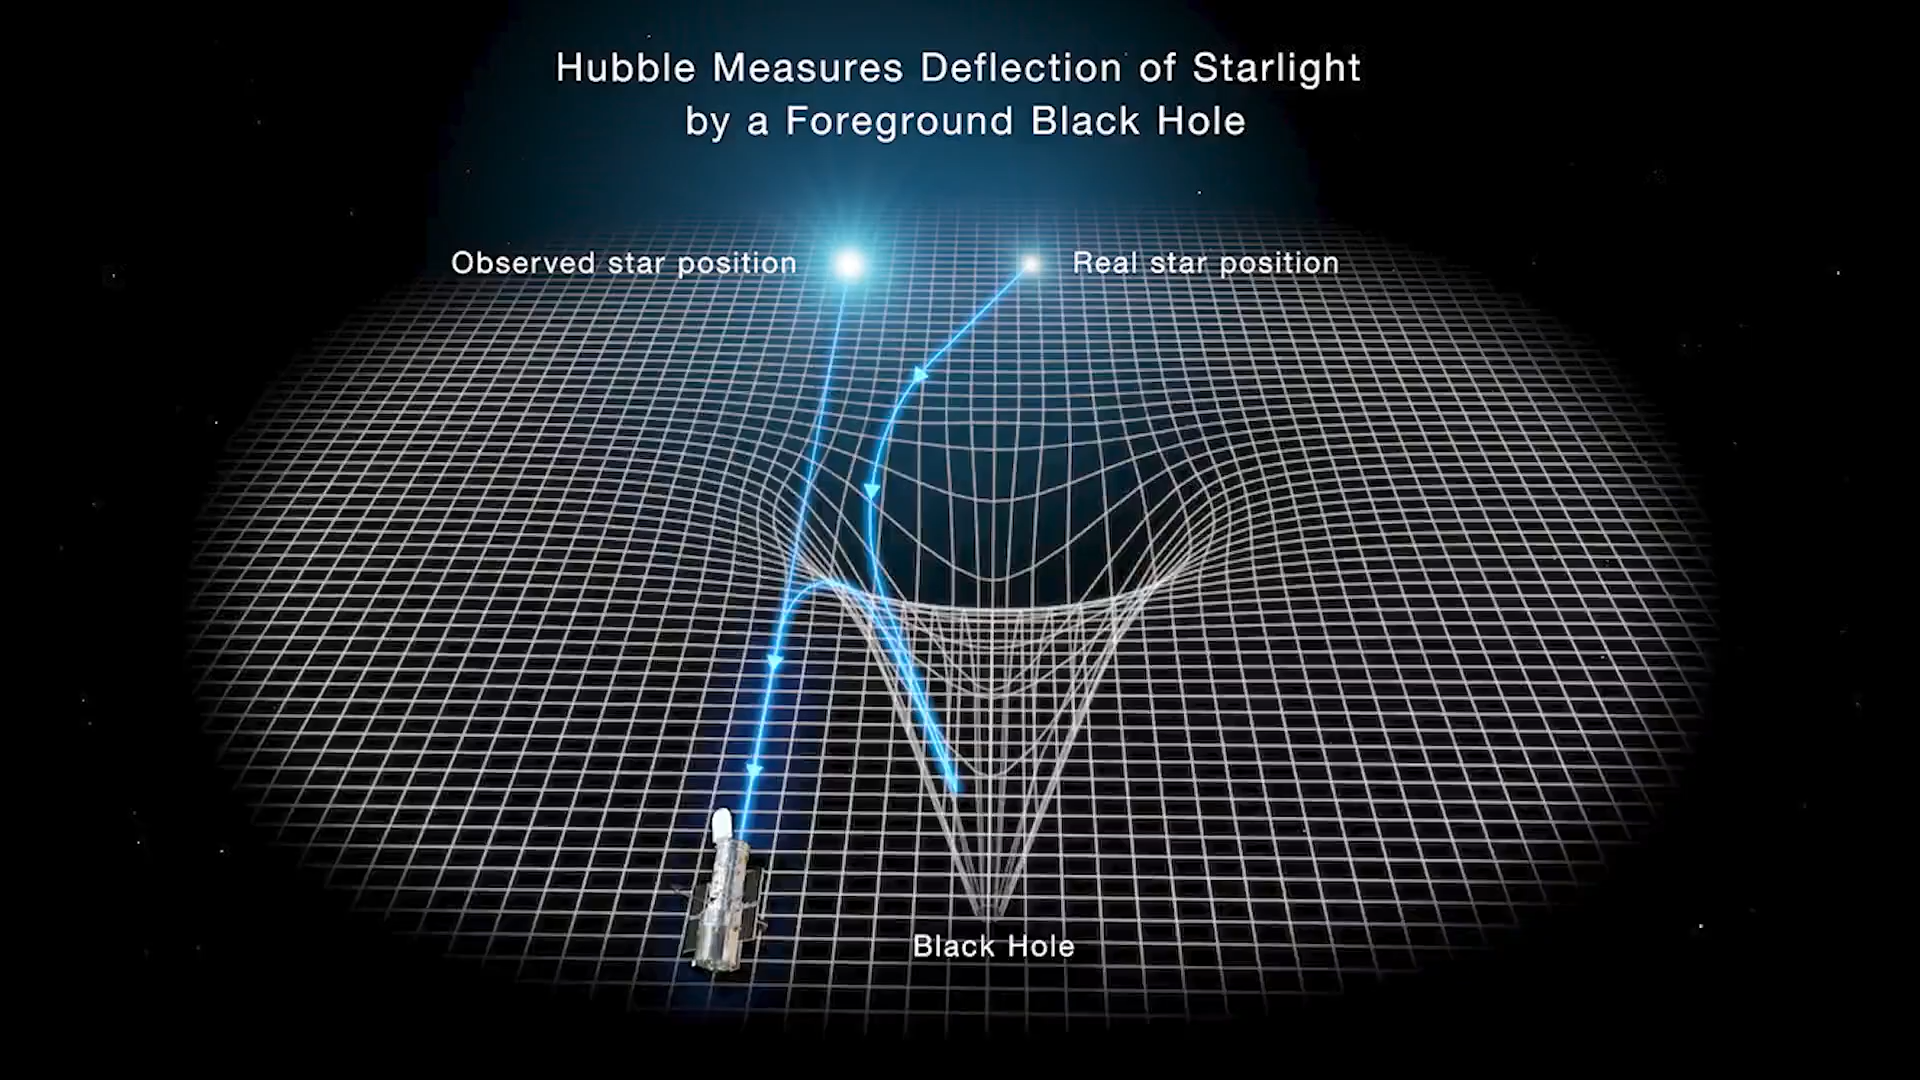 Hubble Measures Deflection of Starlight
by a Foreground Black Hole
Observed star position
Real star position
Black Hole